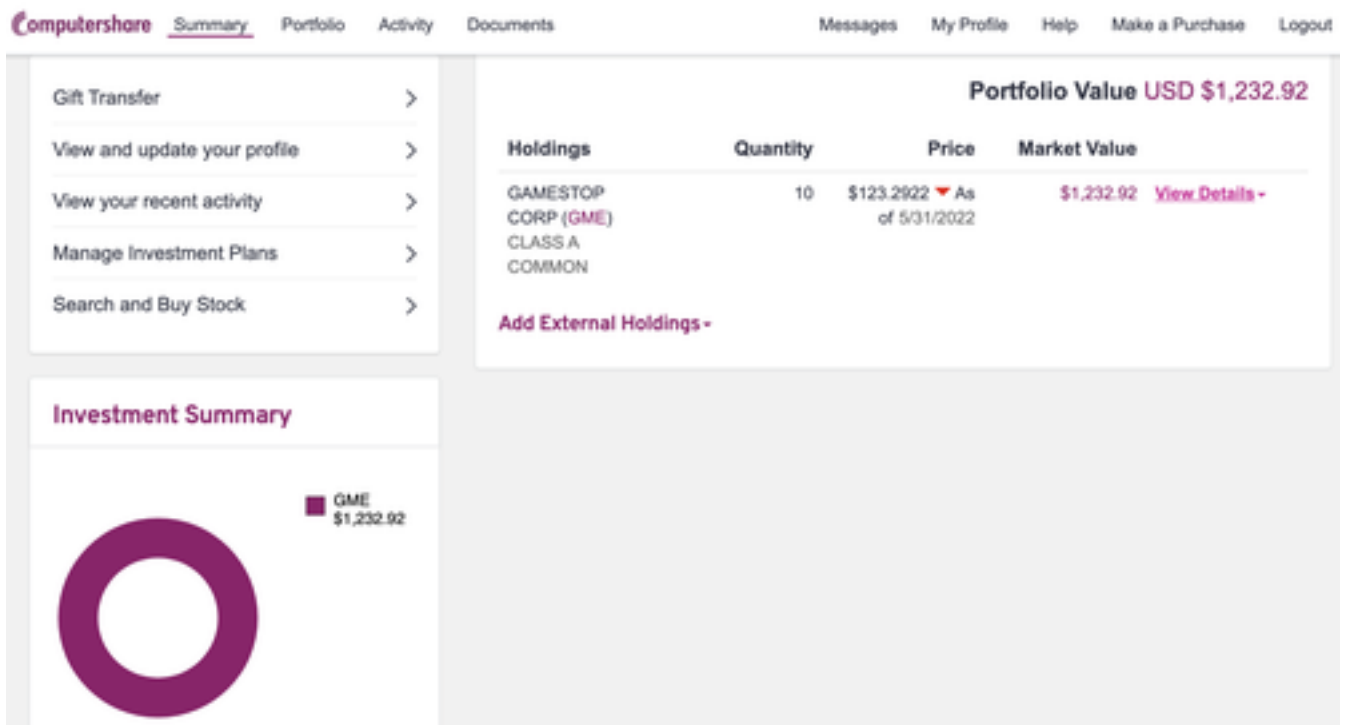 Computershare Summary Portfolio Activity Documents Messages My Profile Help Make a Purchase Logout
Gift Transfer
View and update your profile
View your recent activity
Manage Investment Plans
Search and Buy Stock
Portfolio Value USD $1,232.92
Holdings Quantity Price Market Value
GAMESTOP 10 $123.2922 As $1,232.92 View Details
CORP (GME) of 5/31/2022
CLASS A
COMMON
Add External Holdings
Investment Summary
GME
$1,232.92